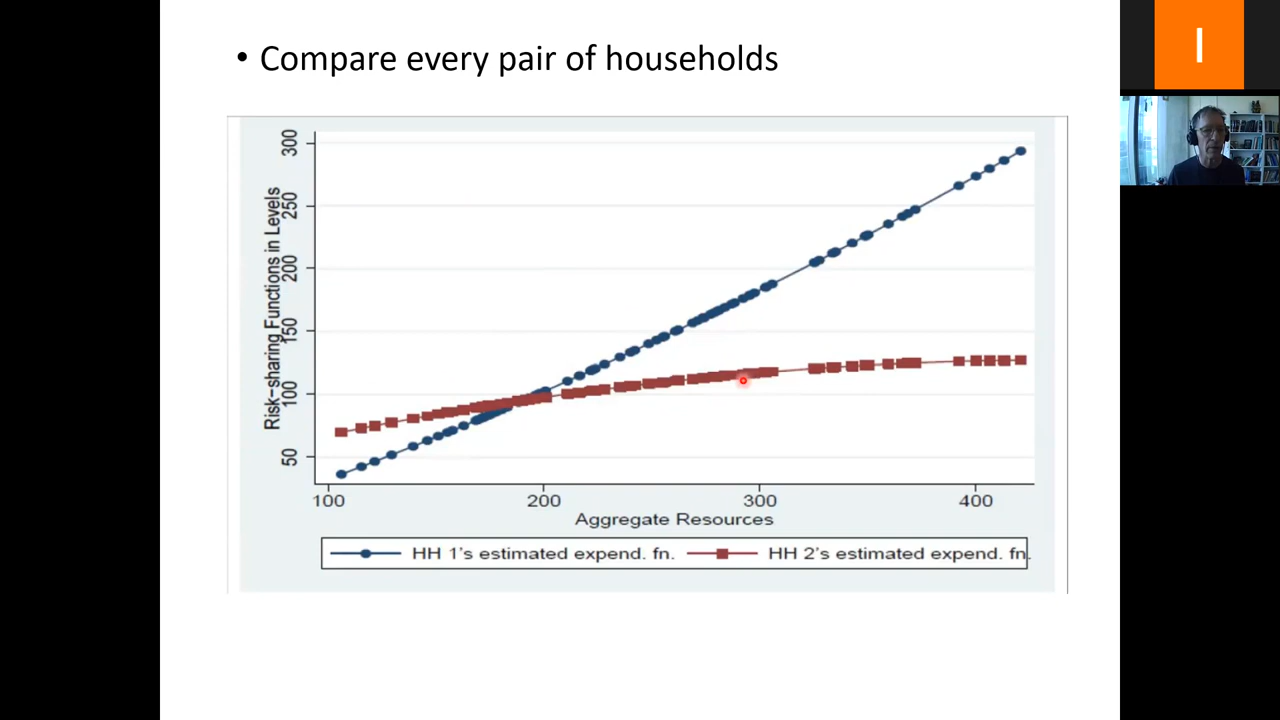 • Compare every pair of households
I
Risk-sharing Functions in Levels
300
250
200
150
100
50
100 200 300 400
Aggregate Resources
HH 1's estimated expend. fn. HH 2's estimated expend. fn.